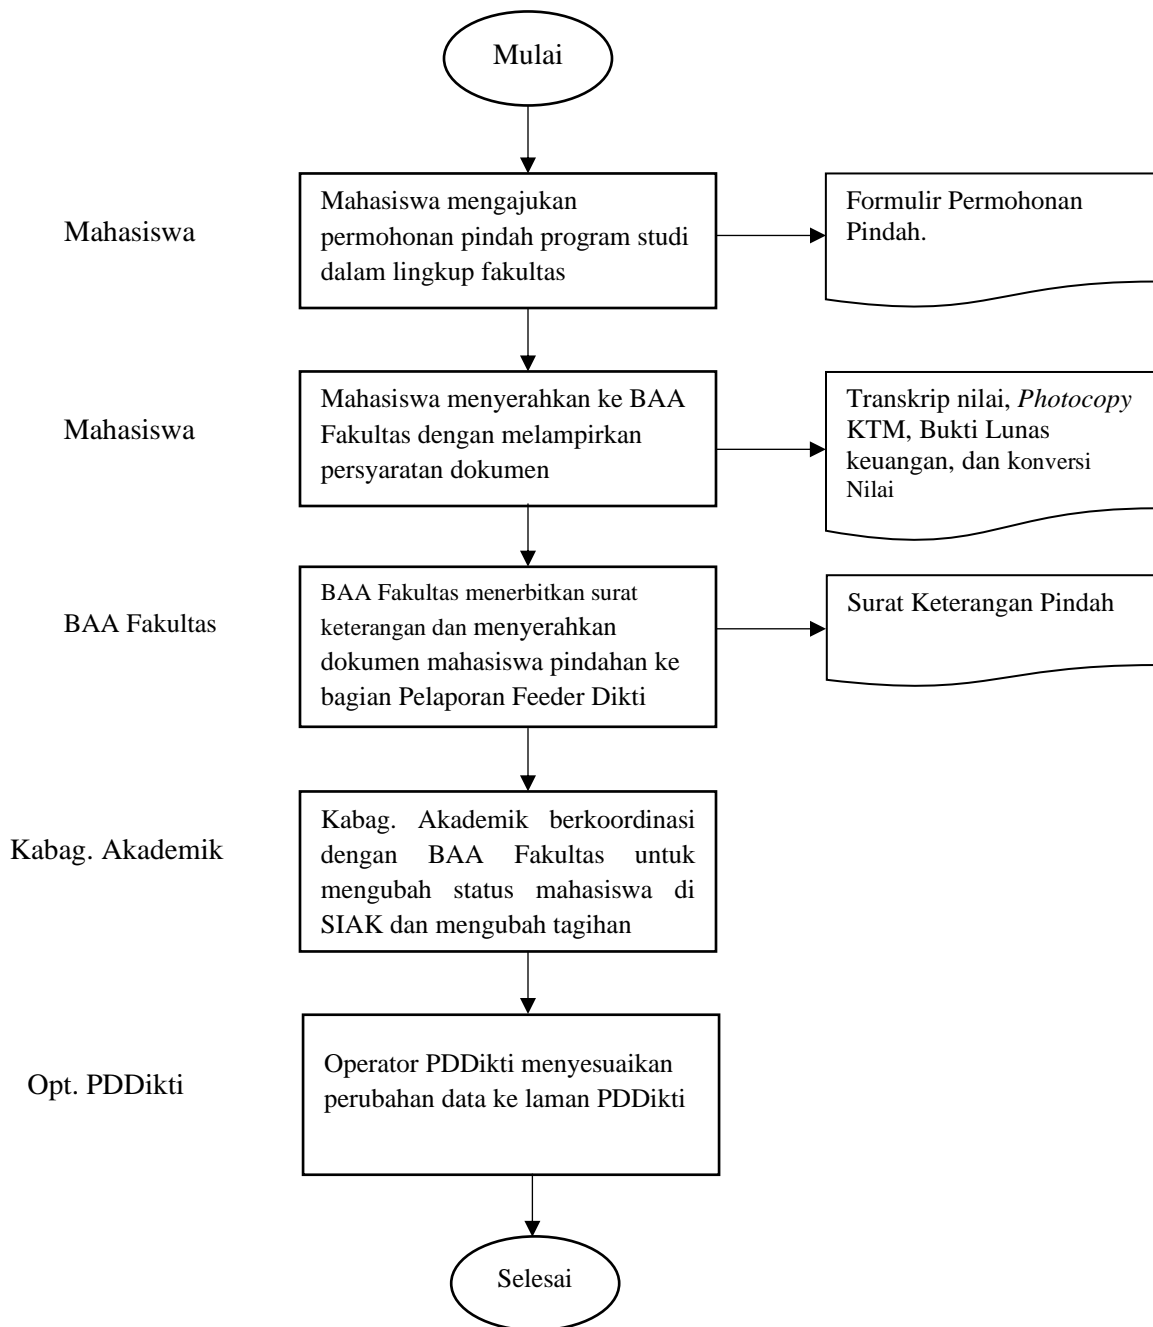 Mulai
Mahasiswa
Mahasiswa mengajukan
permohonan pindah program studi
dalam lingkup fakultas
Formulir Permohonan
Pindah.
Mahasiswa
Mahasiswa menyerahkan ke BAA
Fakultas dengan melampirkan
persyaratan dokumen
Transkrip nilai, Photocopy
KTM, Bukti Lunas
keuangan, dan konversi
Nilai
BAA Fakultas
BAA Fakultas menerbitkan surat
keterangan dan menyerahkan
dokumen mahasiswa pindahan ke
bagian Pelaporan Feeder Dikti
Surat Keterangan Pindah
Kabag. Akademik
Kabag. Akademik berkoordinasi
dengan BAA Fakultas untuk
mengubah status mahasiswa di
SIAK dan mengubah tagihan
Opt. PDDikti
Operator PDDikti menyesuaikan
perubahan data ke laman PDDikti
Selesai